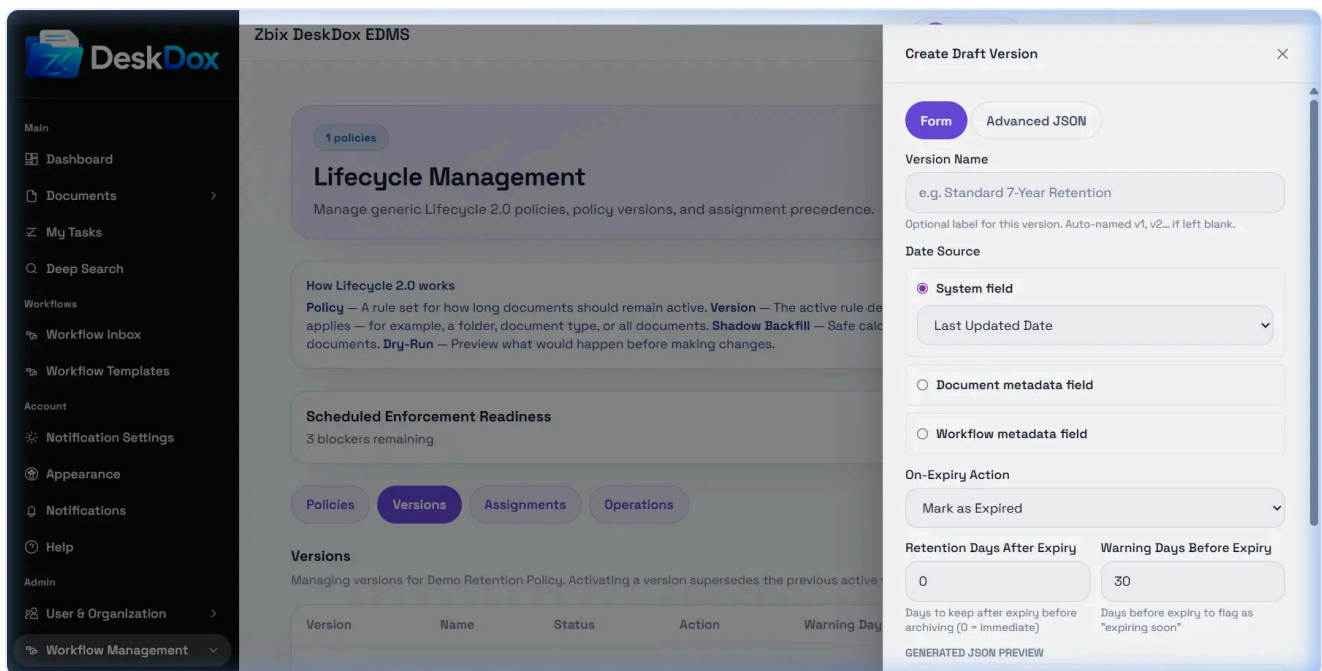 DeskDox
Main
Dashboard
Documents
My Tasks
Deep Search
Workflows
Workflow Inbox
Workflow Templates
Account
Notification Settings
Appearance
Notifications
Help
Admin
User & Organization
Workflow Management
Zbix DeskDox EDMS
1 policies
Lifecycle Management
Manage generic Lifecycle 2.0 policies, policy versions, and assignment precedence.
How Lifecycle 2.0 works
Policy — A rule set for how long documents should remain active. Version — The active rule de
applies — for example, a folder, document type, or all documents. Shadow Backfill — Safe calc
documents. Dry-Run — Preview what would happen before making changes.
Scheduled Enforcement Readiness
3 blockers remaining
Policies Versions Assignments Operations
Versions
Managing versions for Demo Retention Policy. Activating a version supersedes the previous active
Version Name Status Action Warning Day
Create Draft Version
Form Advanced JSON
Version Name
e.g. Standard 7-Year Retention
Optional label for this version. Auto-named v1, v2... if left blank.
Date Source
System field
Last Updated Date
Document metadata field
Workflow metadata field
On-Expiry Action
Mark as Expired
Retention Days After Expiry Warning Days Before Expiry
0 30
Days to keep after expiry before Days before expiry to flag as
archiving (0 = immediate) "expiring soon"
GENERATED JSON PREVIEW